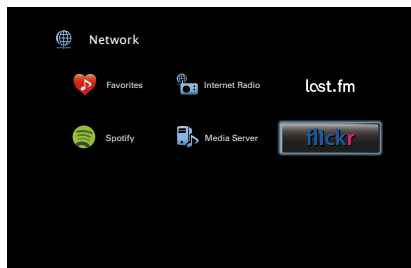 Network
Favorites
Internet Radio
last.fm
Spotify
Media Server
flickr